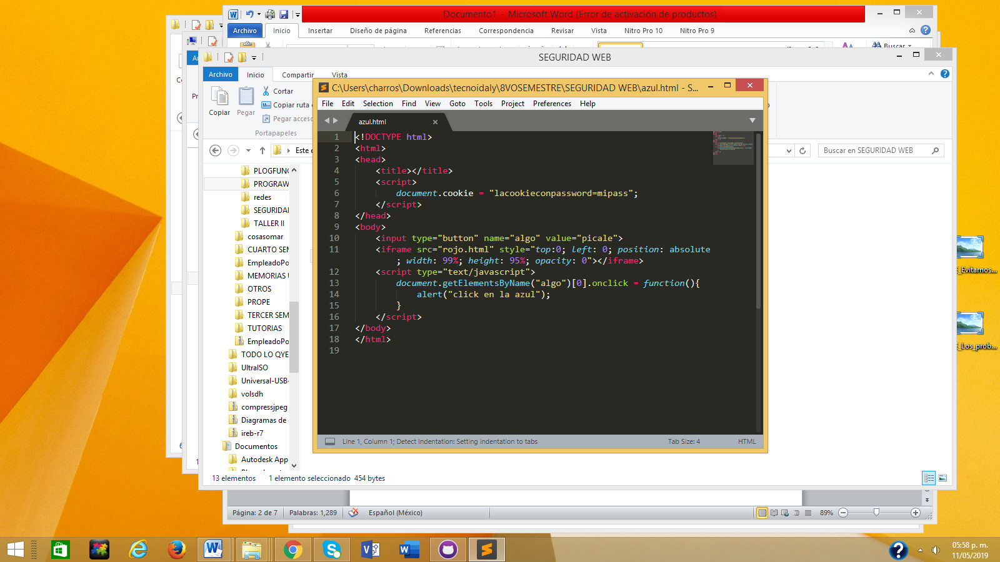 Documento1 - Microsoft Word (Error de activación de productos)
Archivo Inicio Insertar Diseño de página Referencias Correspondencia Revisar Vista Nitro Pro 10 Nitro Pro 9
Buscar
SEGURIDAD WEB
Archivo Inicio Compartir Vista
Copiar
Pegar
Cortar
Copiar ruta
Pegar acceso
Portapapeles
Este e
Buscar en SEGURIDAD WEB
PLOGFUNC
PROGRAW
redes
SEGURIDAD
TALLER II
cosasomar
CUARTO SEM
EmpleadoPo
MEMORIAS U
OTROS
PROPE
TERCER SEM
TUTORIAS
EmpleadoPo
TODO LO QYE
UltraISO
Universal-USB-
volsdh
compressjpeg
Diagramas de
ireb-r7
Documentos
Autodesk App
13 elementos 1 elemento seleccionado 454 bytes
C:\Users\charros\Downloads\tecnoidaly\8VOSEMESTRE\SEGURIDAD WEB\azul.html - S...
File Edit Selection Find View Goto Tools Project Preferences Help
azul.html
1 <!DOCTYPE html>
2 <html>
3 <head>
4 <title></title>
5 <script>
6 document.cookie = "lacookieconpassword=mipass";
7 </script>
8 </head>
9 <body>
10 <input type="button" name="algo" value="picale">
11 <iframe src="rojo.html" style="top:0; left: 0; position: absolute
; width: 99%; height: 95%; opacity: 0"></iframe>
12 <script type="text/javascript">
13 document.getElementsByName("algo")[0].onclick = function(){
14 alert("click en la azul");
15 }
16 </script>
17 </body>
18 </html>
19
Line 1, Column 1; Detect Indentation: Setting indentation to tabs Tab Size: 4 HTML
E_Evitarnos...
E_Los_prob...
Página: 2 de 7 Palabras: 1,289 Español (México) 89%
05:58 p. m.
11/05/2019